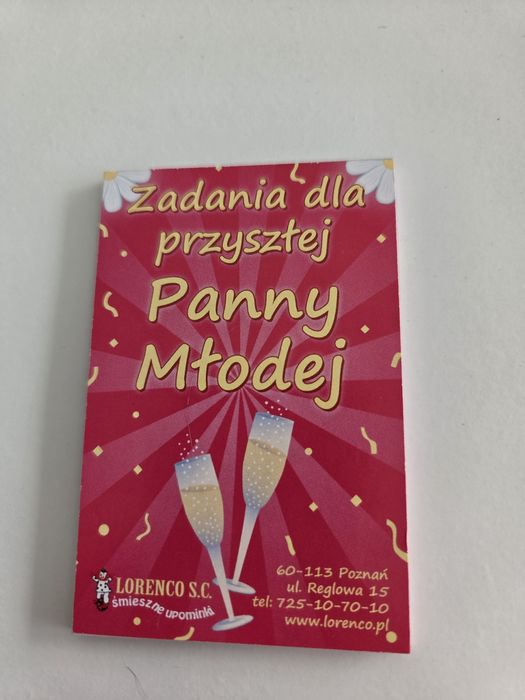 Zadania dla
przyszłej
Panny
Młodej
LORENCO S.C.
śmieszne upominki
60-113 Poznań
ul. Reglowa 15
tel: 725-10-70-10
www.lorenco.pl